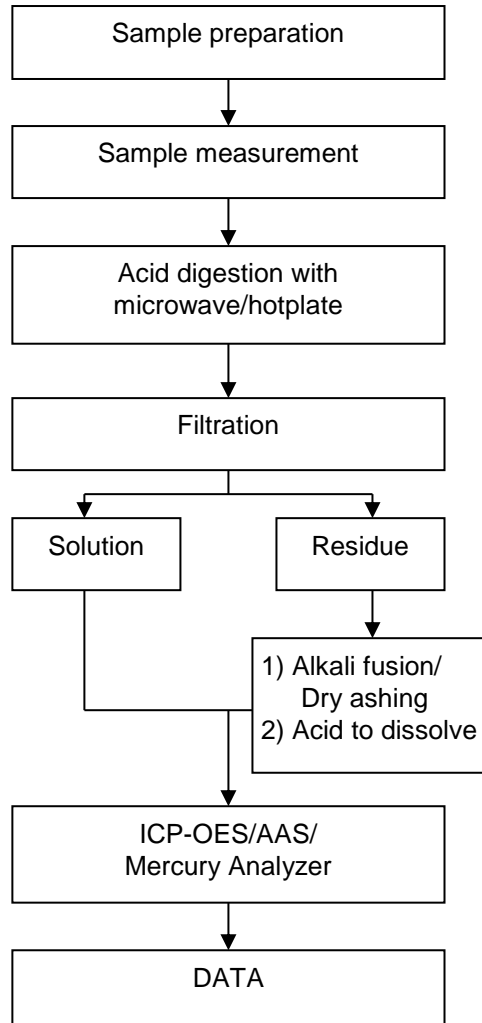 Sample preparation
Sample measurement
Acid digestion with
microwave/hotplate
Filtration
Solution
Residue
1) Alkali fusion/
Dry ashing
2) Acid to dissolve
ICP-OES/AAS/
Mercury Analyzer
DATA